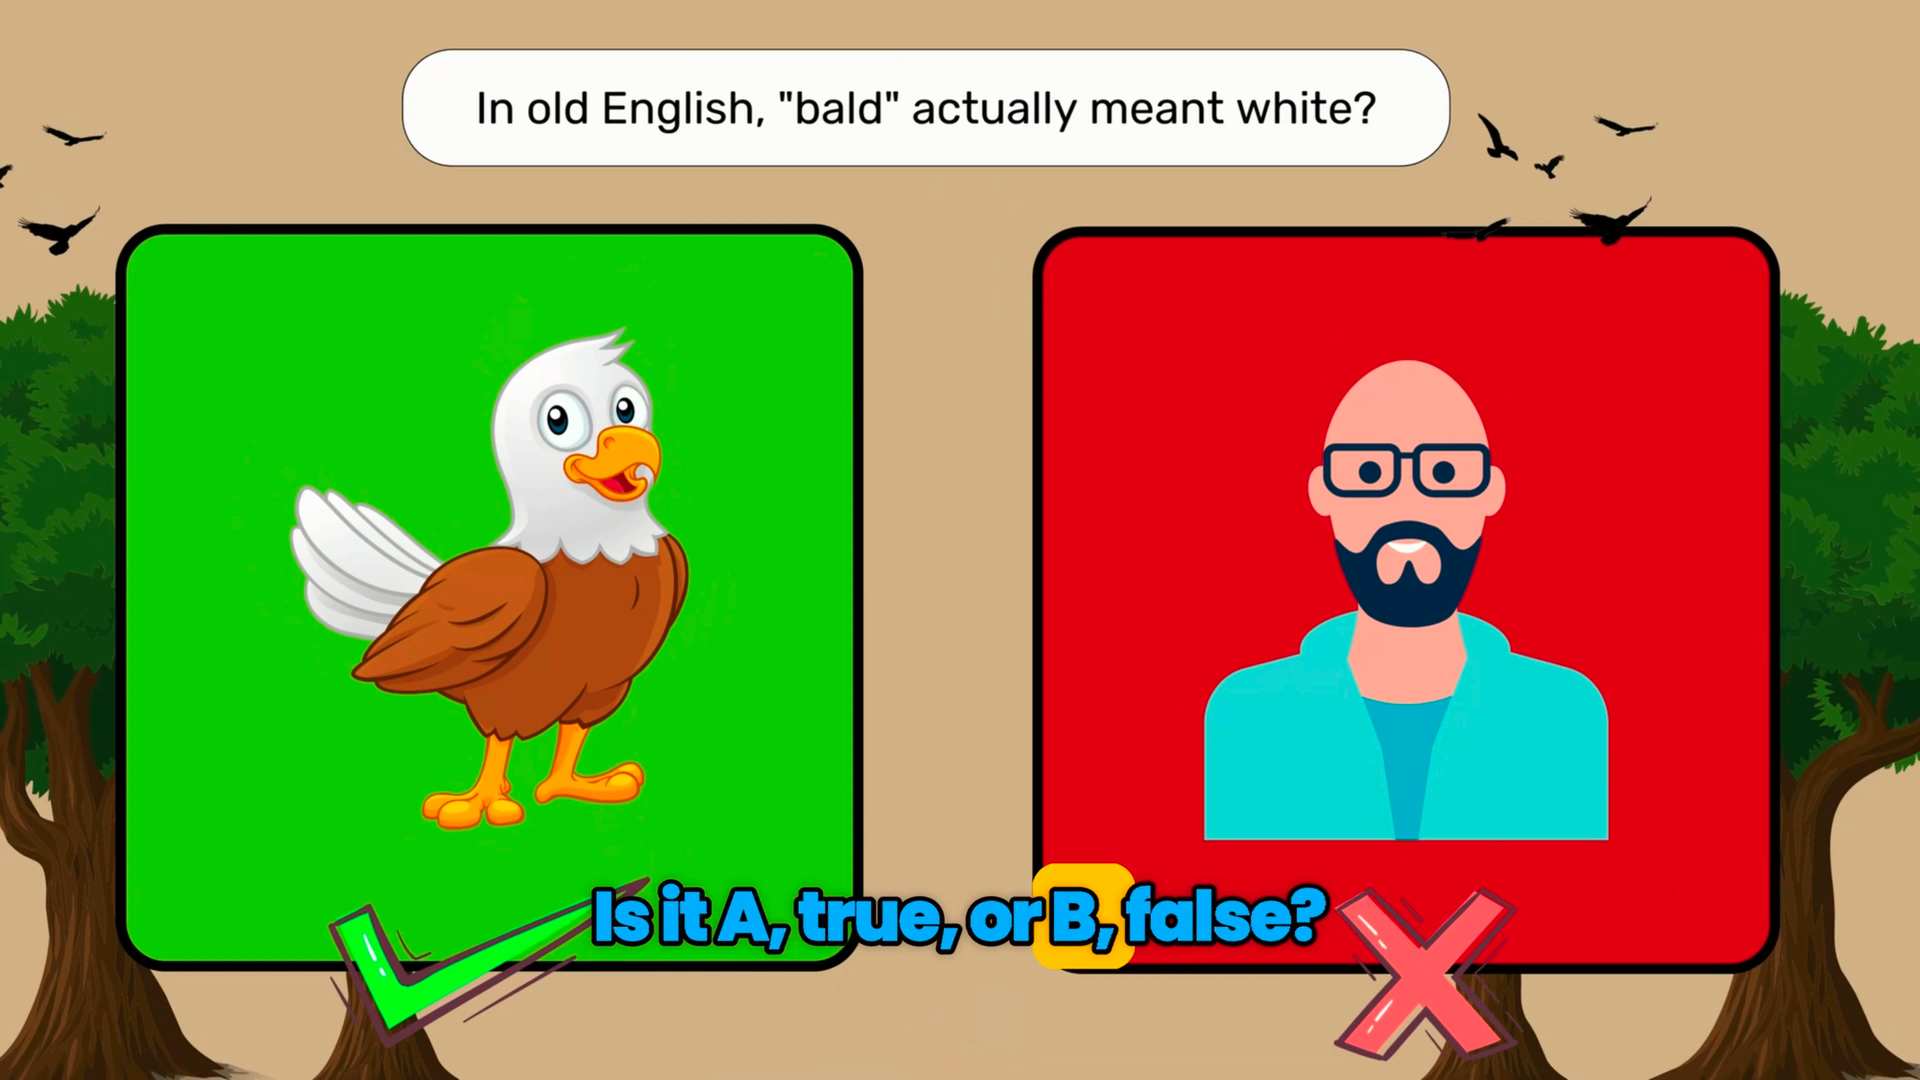 In old English, "bald" actually meant white?
Is it A, true, or B, false?